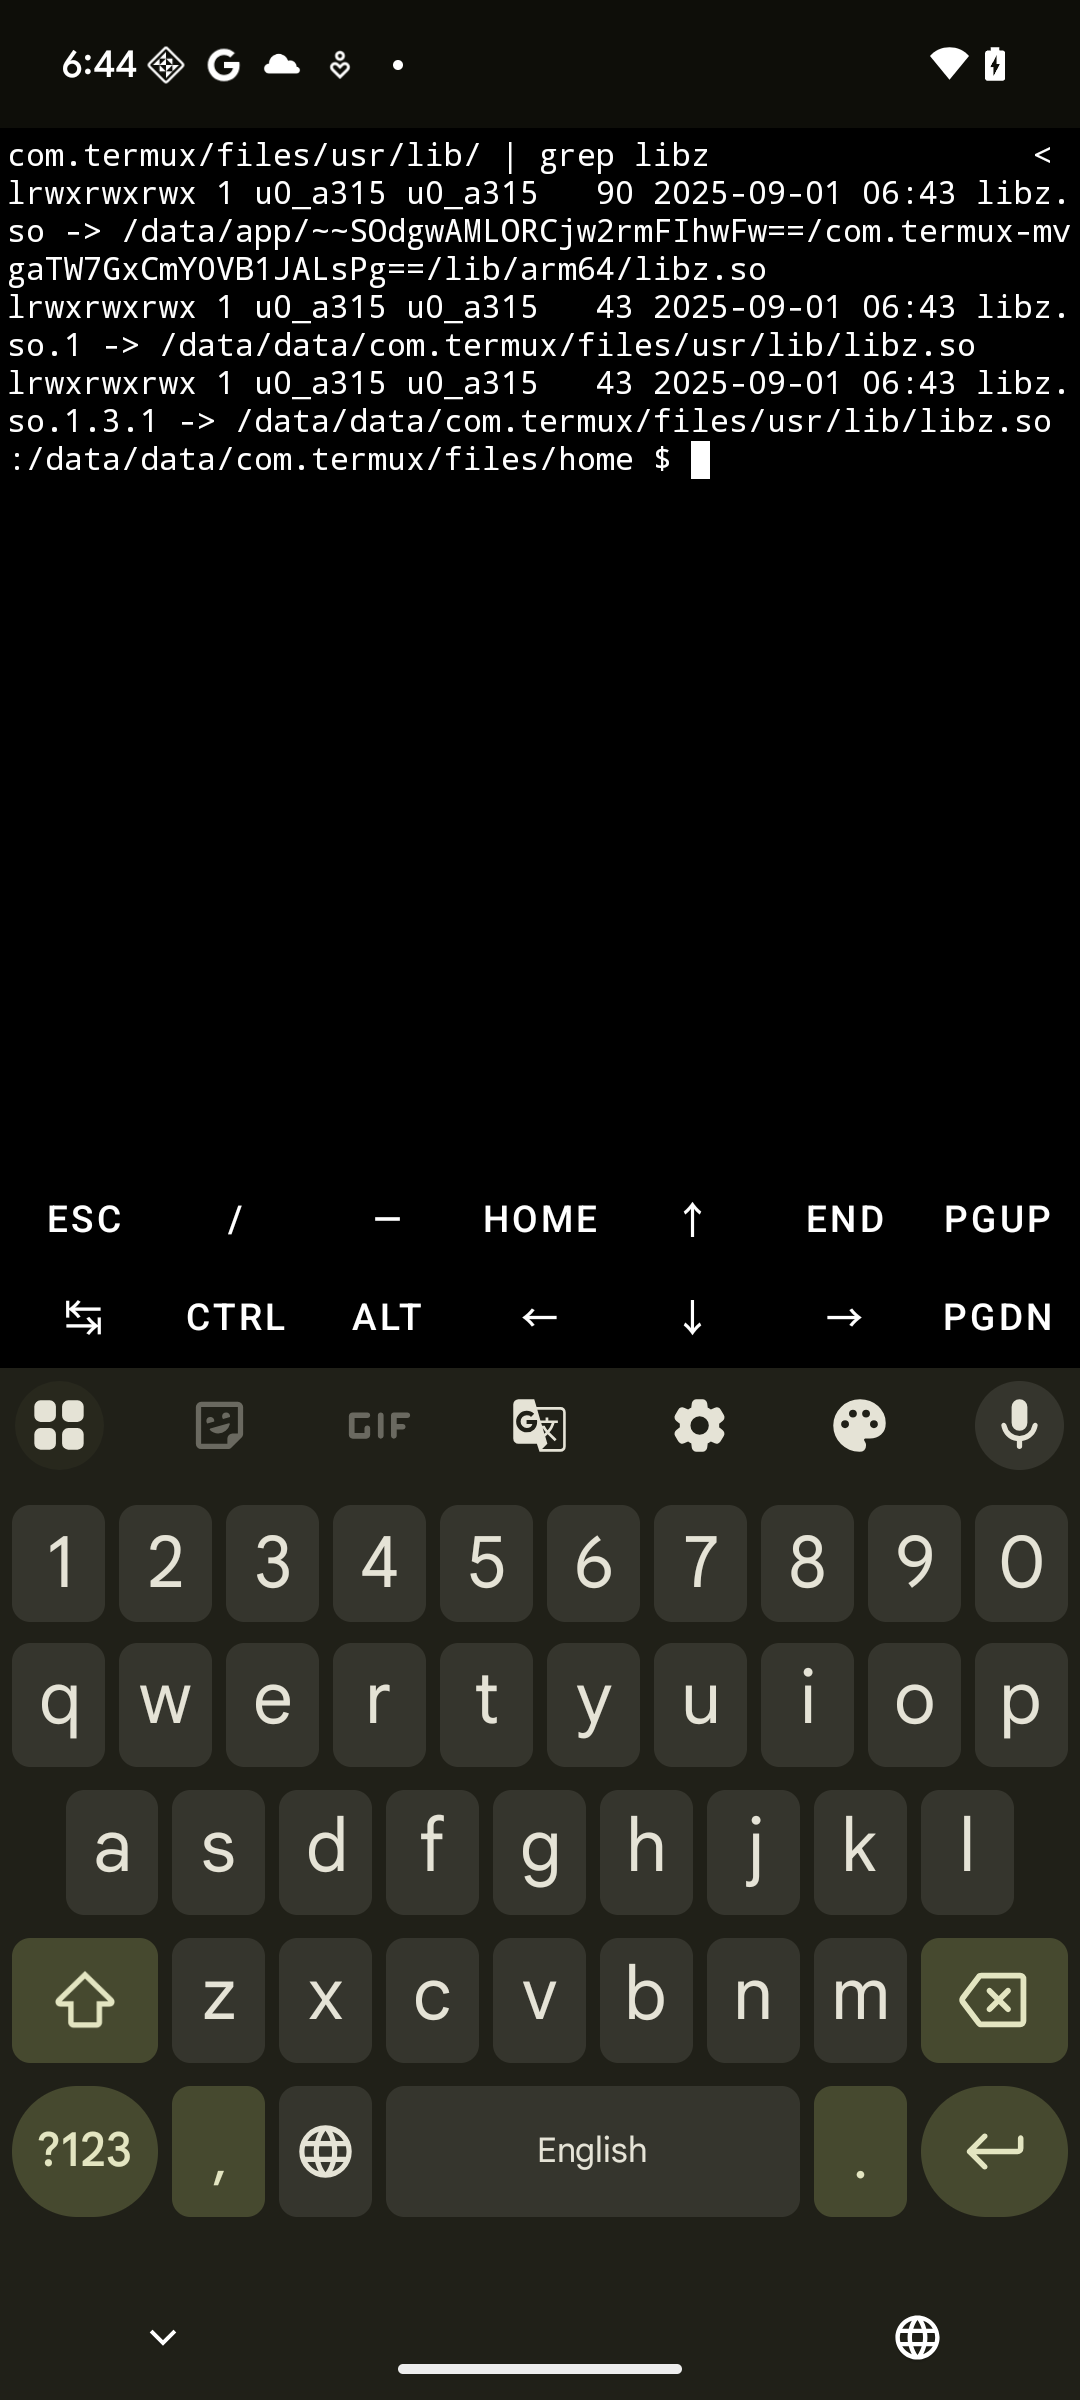 6:44
com.termux/files/usr/lib/ | grep libz <
lrwxrwxrwx 1 u0_a315 u0_a315   90 2025-09-01 06:43 libz.
so -> /data/app/~~SOdgwAMLORCjw2rmFIhwFw==/com.termux-mv
gaTW7GxCmY0VB1JALsPg==/lib/arm64/libz.so
lrwxrwxrwx 1 u0_a315 u0_a315   43 2025-09-01 06:43 libz.
so.1 -> /data/data/com.termux/files/usr/lib/libz.so
lrwxrwxrwx 1 u0_a315 u0_a315   43 2025-09-01 06:43 libz.
so.1.3.1 -> /data/data/com.termux/files/usr/lib/libz.so
:/data/data/com.termux/files/home $
ESC / — HOME ↑ END PGUP
CTRL ALT ← ↓ → PGDN
GIF
1 2 3 4 5 6 7 8 9 0
q w e r t y u i o p
a s d f g h j k l
z x c v b n m
?123 , English .